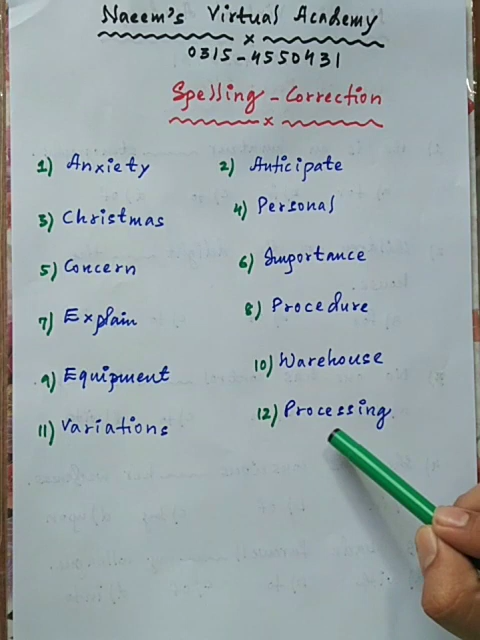 Naeem's Virtual Academy
x
0315-4550431
Spelling - Correction
x
1) Anxiety 2) Anticipate
3) Christmas 4) Personal
5) Concern 6) Importance
7) Explain 8) Procedure
9) Equipment 10) Warehouse
11) Variations 12) Processing.